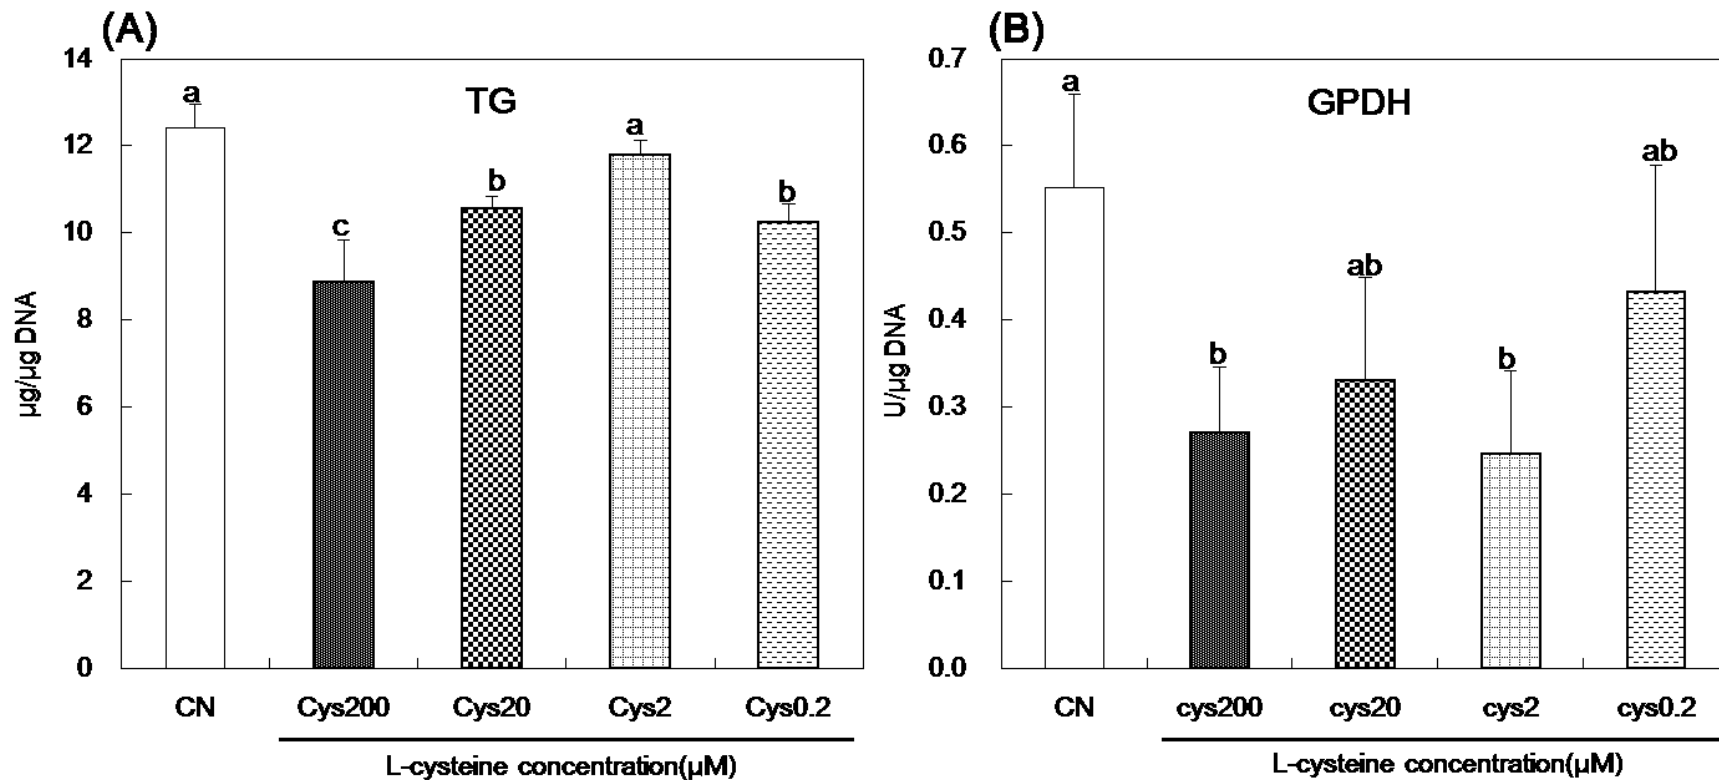 (A)
TG
14
12
10
8
6
4
2
0
µg/µg DNA
a
c
b
a
b
CN Cys200 Cys20 Cys2 Cys0.2
L-cysteine concentration(µM)
(B)
GPDH
0.7
0.6
0.5
0.4
0.3
0.2
0.1
0.0
U/µg DNA
a
b
ab
b
ab
CN cys200 cys20 cys2 cys0.2
L-cysteine concentration(µM)